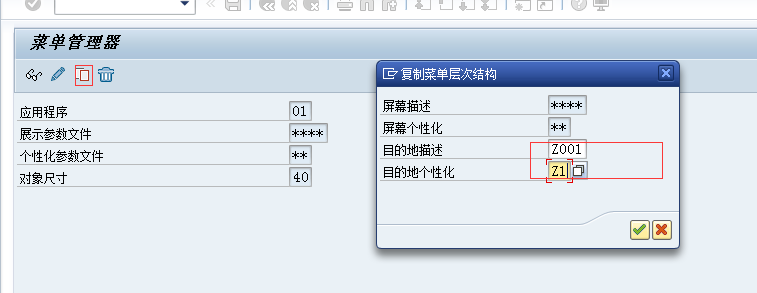 菜单管理器
应用程序 01
展示参数文件 ****
个性化参数文件 **
对象尺寸 40
复制菜单层次结构
屏幕描述 ****
屏幕个性化 **
目的地描述 Z001
目的地个性化 Z1